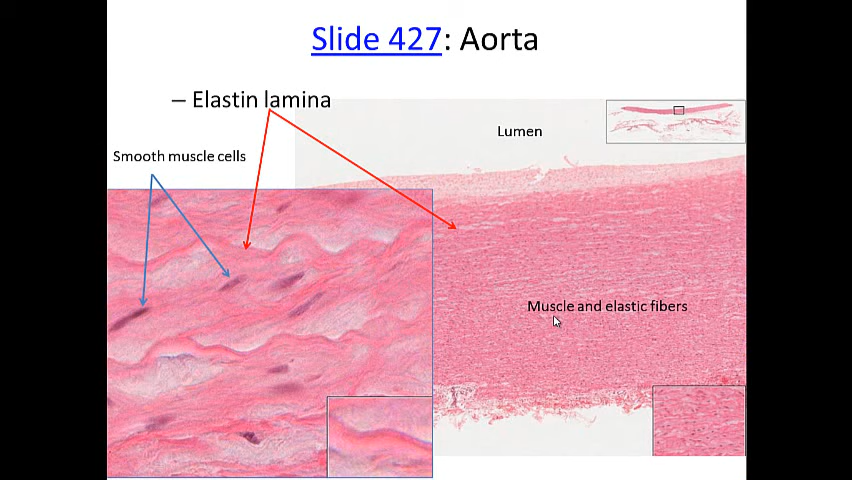 Slide 427: Aorta
– Elastin lamina
Lumen
Smooth muscle cells
Muscle and elastic fibers